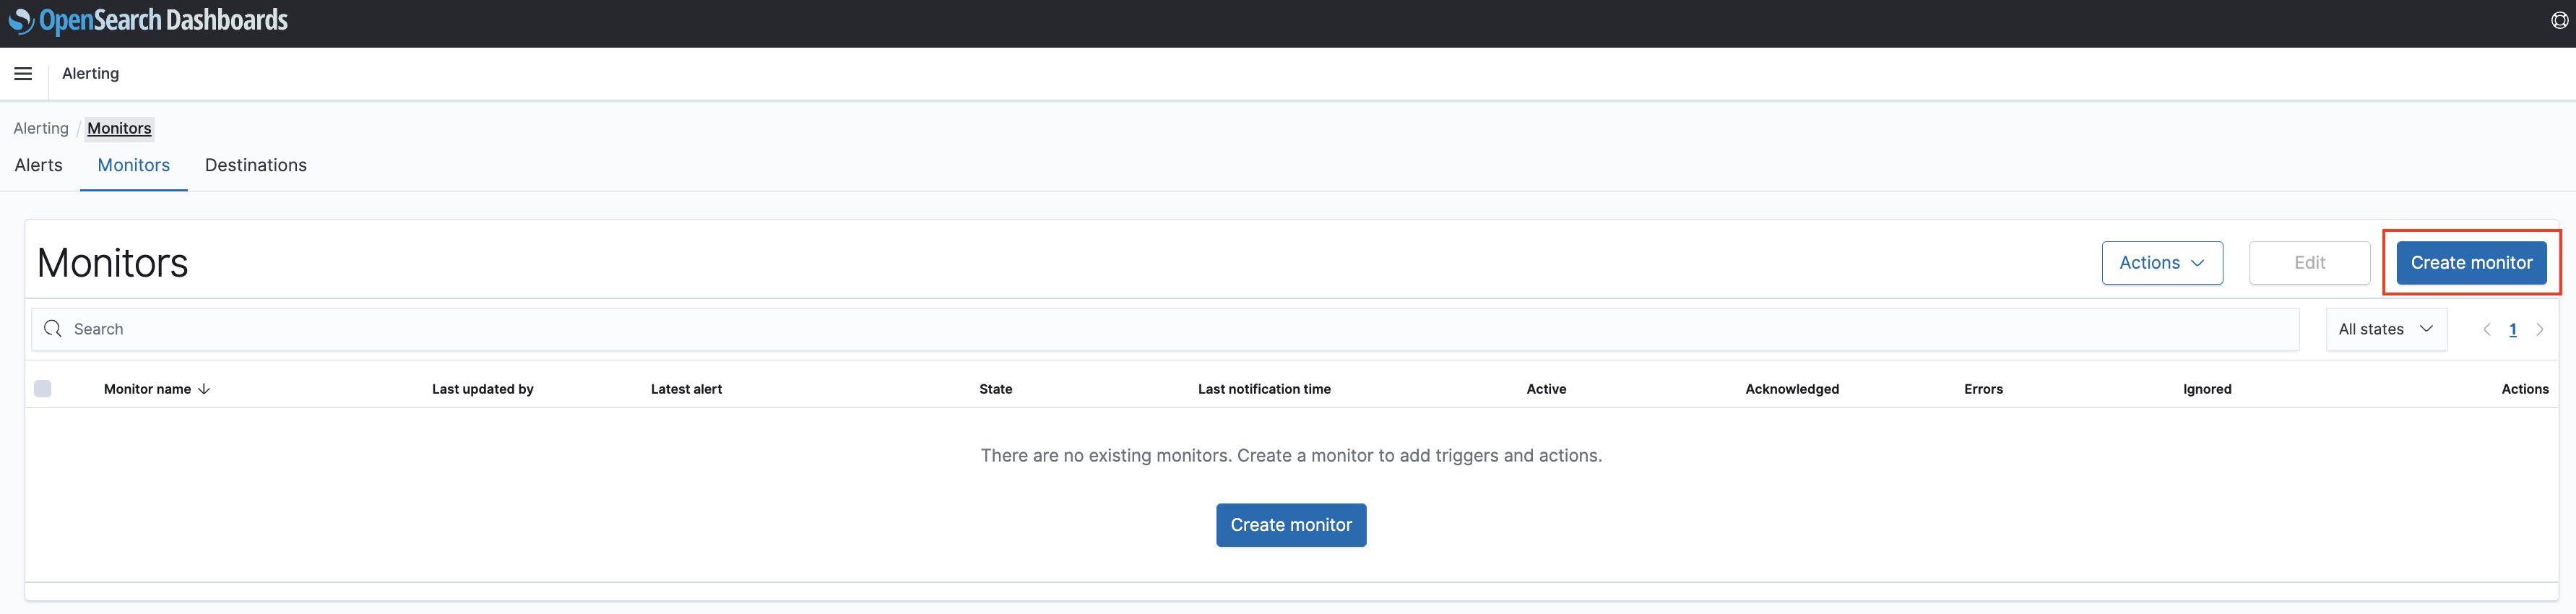 OpenSearch Dashboards
Alerting
Alerting / Monitors
Alerts Monitors Destinations
Monitors Actions Edit Create monitor
Search All states 1
Monitor name Last updated by Latest alert State Last notification time Active Acknowledged Errors Ignored Actions
There are no existing monitors. Create a monitor to add triggers and actions.
Create monitor